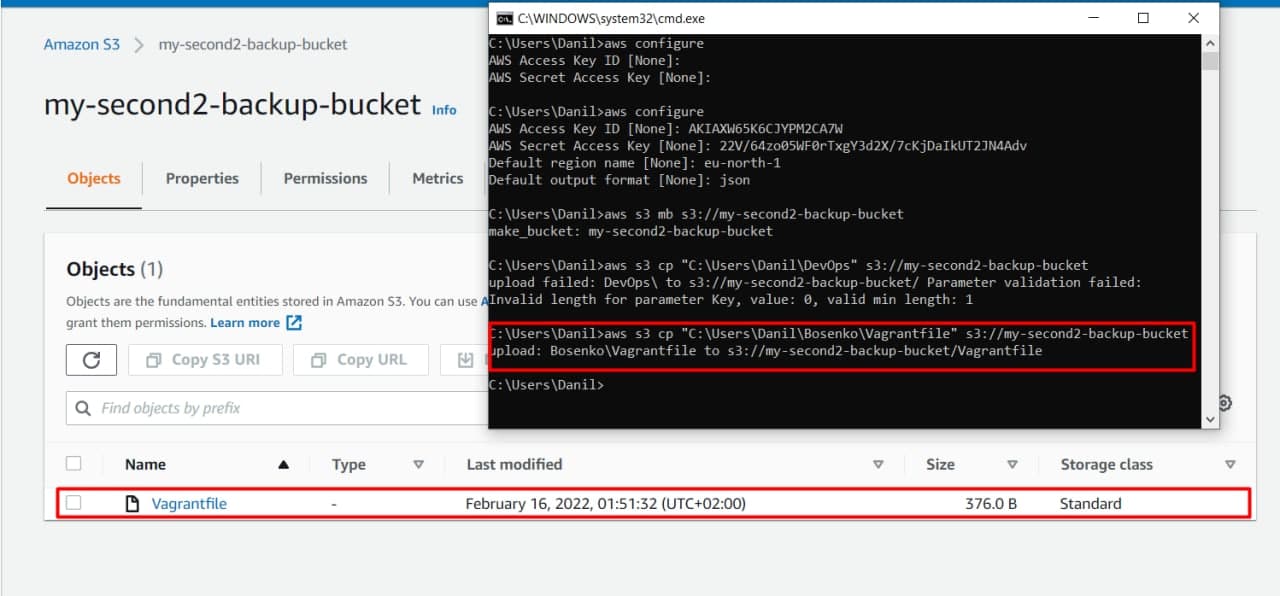 Amazon S3 > my-second2-backup-bucket
my-second2-backup-bucket Info
Objects Properties Permissions Metrics
Objects (1)
Objects are the fundamental entities stored in Amazon S3. You can use
grant them permissions. Learn more
Copy S3 URI Copy URL
Find objects by prefix
Name Type Last modified Size Storage class
Vagrantfile - February 16, 2022, 01:51:32 (UTC+02:00) 376.0 B Standard
C:\WINDOWS\system32\cmd.exe
C:\Users\Danil>aws configure
AWS Access Key ID [None]:
AWS Secret Access Key [None]:
C:\Users\Danil>aws configure
AWS Access Key ID [None]: AKIAXW65K6CJYPM2CA7W
AWS Secret Access Key [None]:
Default region name [None]: eu-north-1
Default output format [None]: json
C:\Users\Danil>aws s3 mb s3://my-second2-backup-bucket
make_bucket: my-second2-backup-bucket
C:\Users\Danil>aws s3 cp "C:\Users\Danil\DevOps" s3://my-second2-backup-bucket
upload failed: DevOps\ to s3://my-second2-backup-bucket/ Parameter validation failed:
Invalid length for parameter Key, value: 0, valid min length: 1
C:\Users\Danil>aws s3 cp "C:\Users\Danil\Bosenko\Vagrantfile" s3://my-second2-backup-bucket
upload: Bosenko\Vagrantfile to s3://my-second2-backup-bucket/Vagrantfile
C:\Users\Danil>